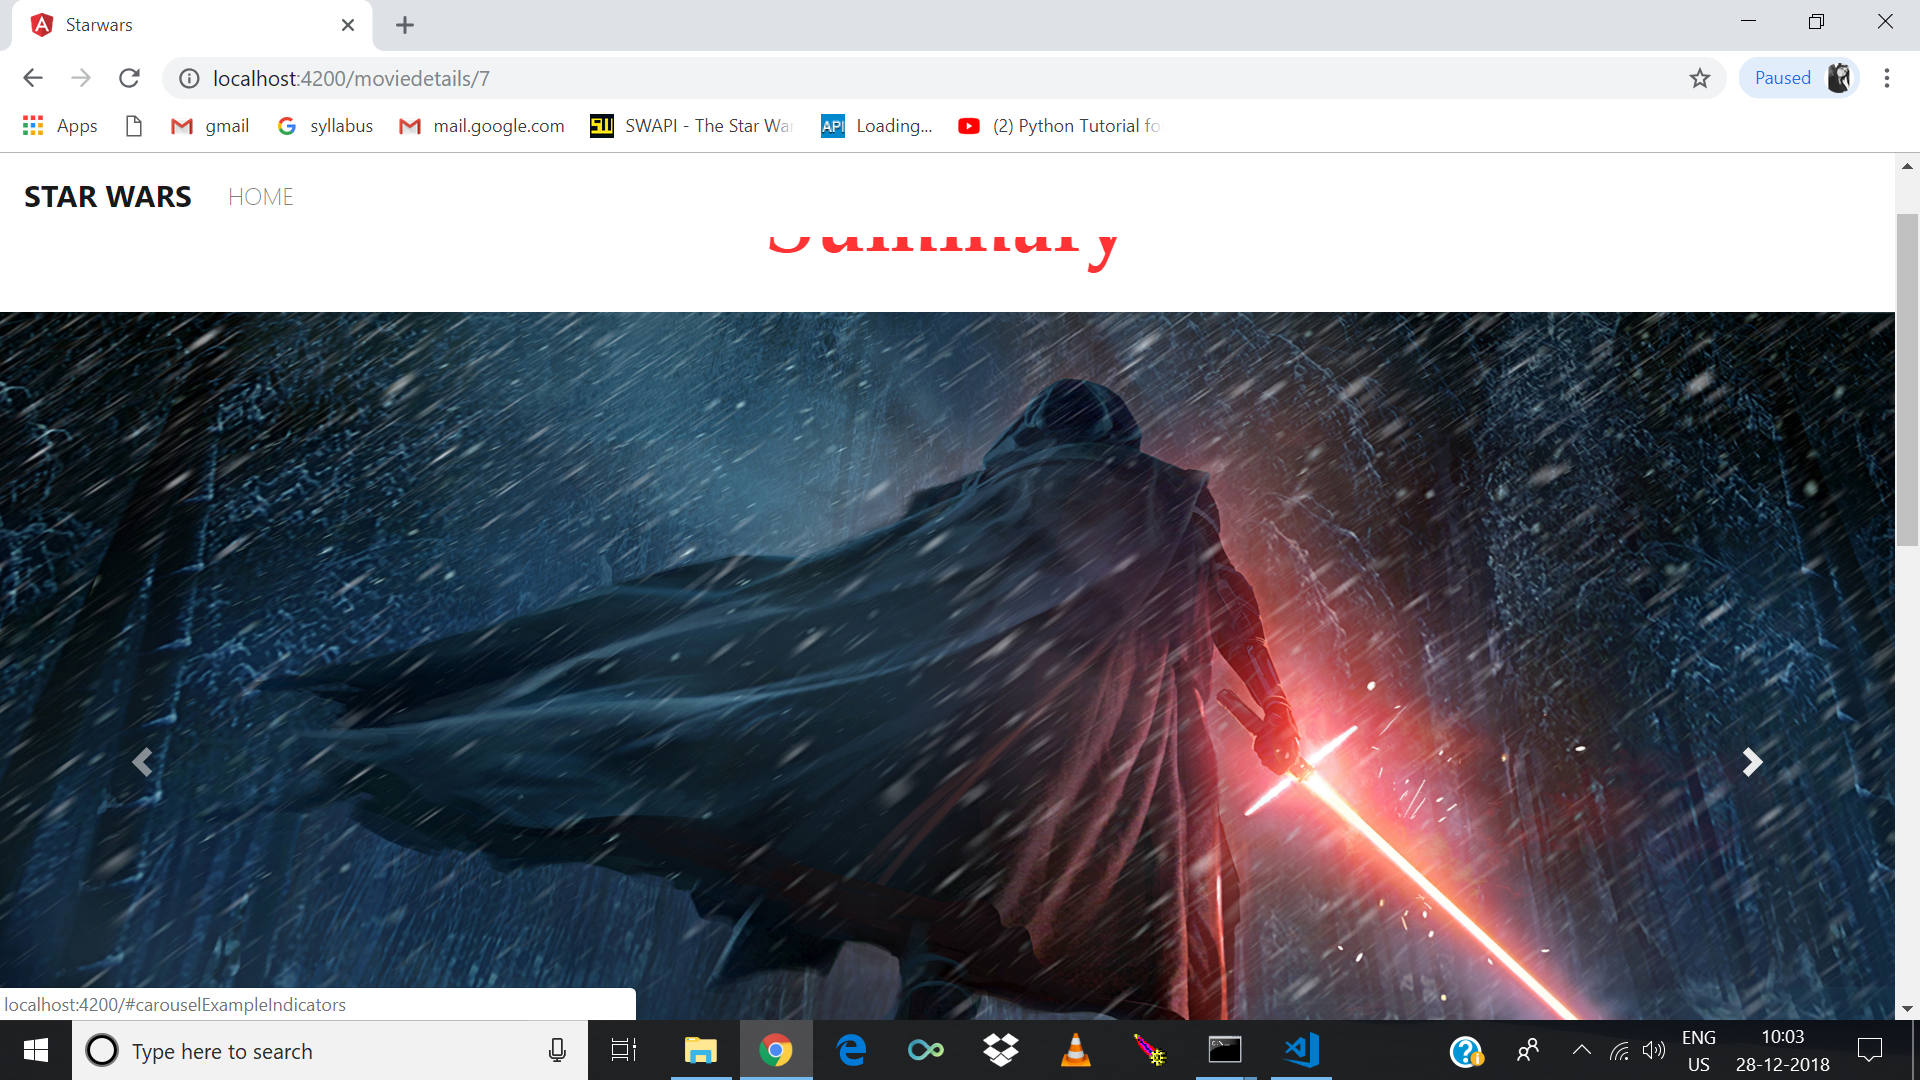 Starwars
localhost:4200/moviedetails/7
Paused
Apps
gmail
syllabus
mail.google.com
SWAPI - The Star War
API
Loading...
(2) Python Tutorial fo
STAR WARS
HOME
Summary
localhost:4200/#carouselExampleIndicators
Type here to search
ENG
US
10:03
28-12-2018